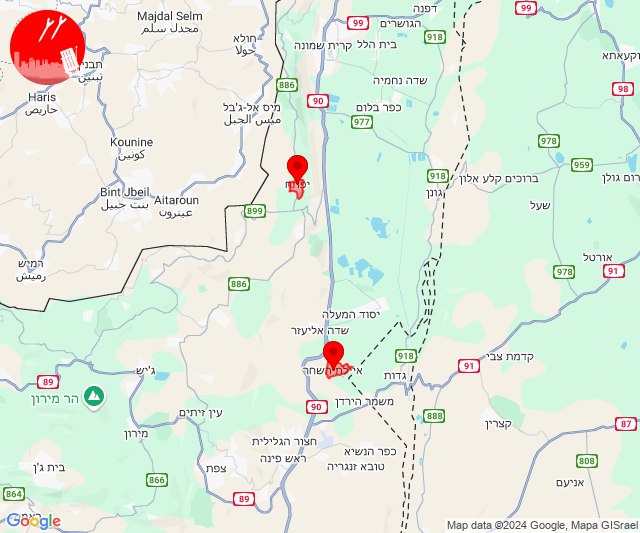 Majdal Selm
مجدل سلم
חולא
حولا
דפנה
99
99
הגושרים
קרית שמונה
בית הלל
918
تبنين
Haris
حاريص
886
90
שדה נחמיה
98
מיס אל-ג'בל
ميس الجبل
כפר בלום
977
Kounine
كونين
978
959
918
גונן
ברוכים קלע אלון
רום גולן
יפתח
Bint Jbeil
بنت جبيل
Aitaroun
عيترون
899
שעל
אורטל
978
91
רמיש
رميش
886
יסוד המעלה
שדה אליעזר
918
קדמת צבי
91
איילת השחר
גדות
ג'יש
89
הר מירון
90
משמר הירדן
888
קצרין
87
עין זיתים
מירון
חצור הגלילית
ראש פינה
כפר הנשיא
טובא זנגריה
צפת
בית ג'ן
866
864
89
808
אניעם
Google
Map data ©2024 Google, Mapa GISrael